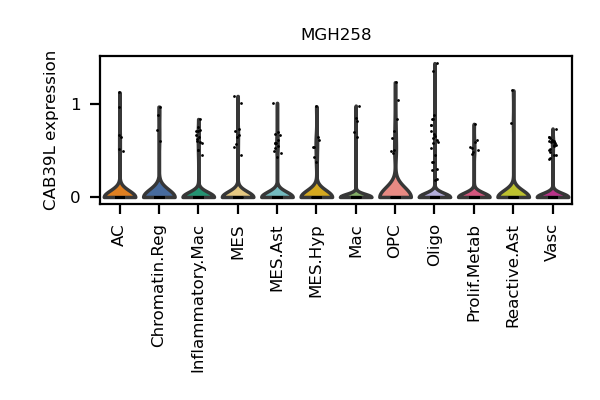 MGH258
CAB39L expression
1
0
AC
Chromatin.Reg
Inflammatory.Mac
MES
MES.Ast
MES.Hyp
Mac
OPC
Oligo
Prolif.Metab
Reactive.Ast
Vasc